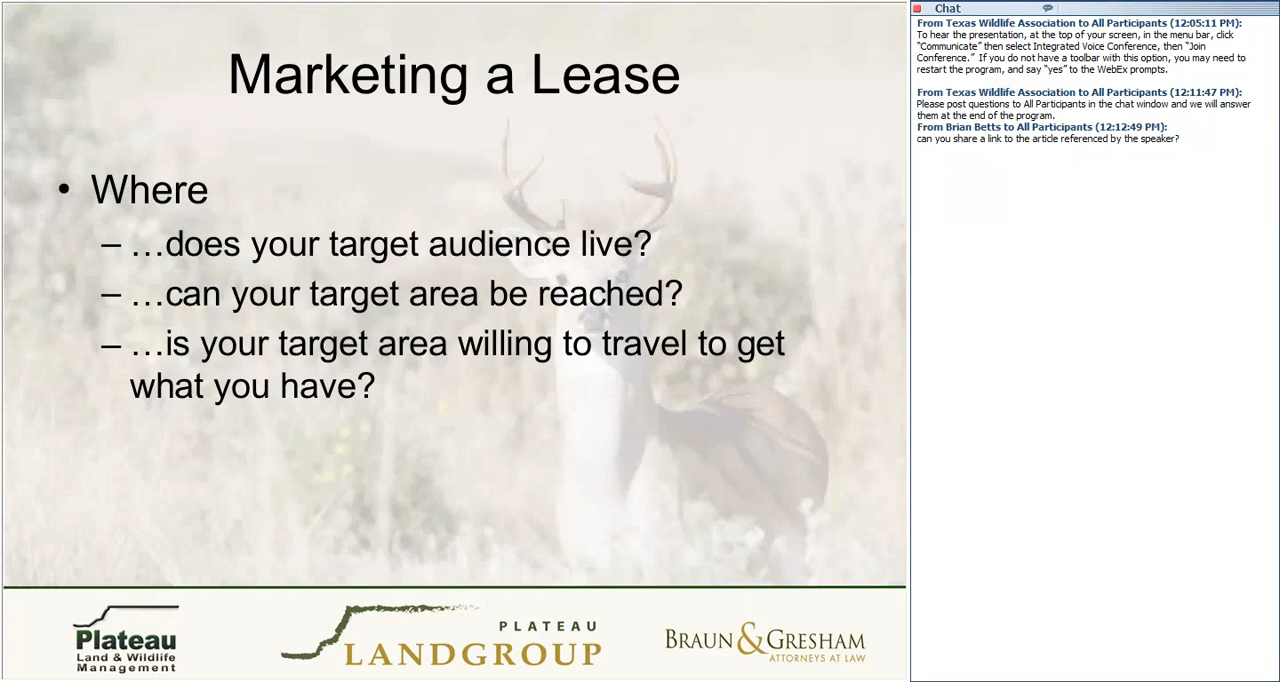 Marketing a Lease
• Where
– …does your target audience live?
– …can your target area be reached?
– …is your target area willing to travel to get
what you have?
Plateau
Land & Wildlife
Management
PLATEAU
LANDGROUP
BRAUN & GRESHAM
ATTORNEYS AT LAW
Chat
From Texas Wildlife Association to All Participants (12:05:11 PM):
To hear the presentation, at the top of your screen, in the menu bar, click
“Communicate” then select Integrated Voice Conference, then “Join
Conference.” If you do not have a toolbar with this option, you may need to
restart the program, and say “yes” to the WebEx prompts.
From Texas Wildlife Association to All Participants (12:11:47 PM):
Please post questions to All Participants in the chat window and we will answer
them at the end of the program.
From Brian Betts to All Participants (12:12:49 PM):
can you share a link to the article referenced by the speaker?